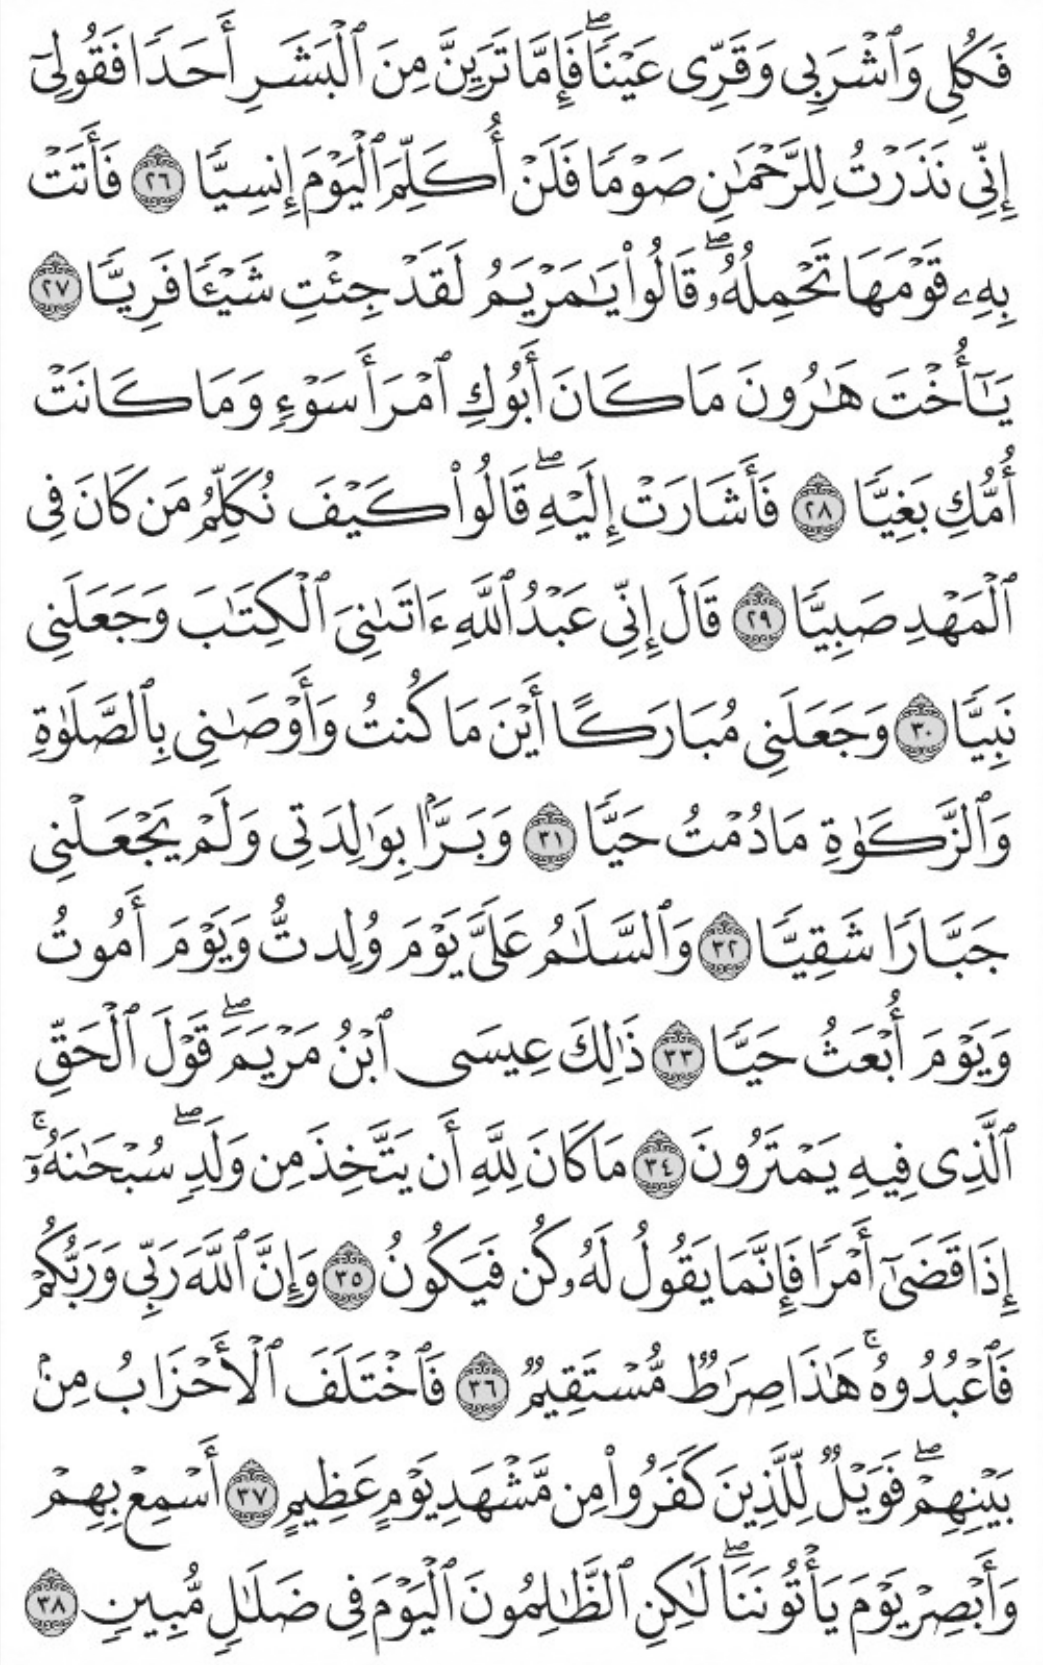 فَكُلِى وَٱشْرَبِى وَقَرِّى عَيْنًۭا ۖ فَإِمَّا تَرَيِنَّ مِنَ ٱلْبَشَرِ أَحَدًۭا فَقُولِىٓ
إِنِّى نَذَرْتُ لِلرَّحْمَـٰنِ صَوْمًۭا فَلَنْ أُكَلِّمَ ٱلْيَوْمَ إِنسِيًّۭا ٢٦ فَأَتَتْ
بِهِۦ قَوْمَهَا تَحْمِلُهُۥ ۖ قَالُوا۟ يَـٰمَرْيَمُ لَقَدْ جِئْتِ شَيْـًۭٔا فَرِيًّۭا ٢٧
يَـٰٓأُخْتَ هَـٰرُونَ مَا كَانَ أَبُوكِ ٱمْرَأَ سَوْءٍۢ وَمَا كَانَتْ
أُمُّكِ بَغِيًّۭا ٢٨ فَأَشَارَتْ إِلَيْهِ ۖ قَالُوا۟ كَيْفَ نُكَلِّمُ مَن كَانَ فِى
ٱلْمَهْدِ صَبِيًّۭا ٢٩ قَالَ إِنِّى عَبْدُ ٱللَّهِ ءَاتَىٰنِىَ ٱلْكِتَـٰبَ وَجَعَلَنِى
نَبِيًّۭا ٣٠ وَجَعَلَنِى مُبَارَكًا أَيْنَ مَا كُنتُ وَأَوْصَـٰنِى بِٱلصَّلَوٰةِ
وَٱلزَّكَوٰةِ مَا دُمْتُ حَيًّۭا ٣١ وَبَرًّۢا بِوَٰلِدَتِى وَلَمْ يَجْعَلْنِى
جَبَّارًۭا شَقِيًّۭا ٣٢ وَٱلسَّلَـٰمُ عَلَىَّ يَوْمَ وُلِدتُّ وَيَوْمَ أَمُوتُ
وَيَوْمَ أُبْعَثُ حَيًّۭا ٣٣ ذَٰلِكَ عِيسَى ٱبْنُ مَرْيَمَ ۖ قَوْلَ ٱلْحَقِّ
ٱلَّذِى فِيهِ يَمْتَرُونَ ٣٤ مَا كَانَ لِلَّهِ أَن يَتَّخِذَ مِن وَلَدٍۢ ۖ سُبْحَـٰنَهُۥٓ ۚ
إِذَا قَضَىٰٓ أَمْرًۭا فَإِنَّمَا يَقُولُ لَهُۥ كُن فَيَكُونُ ٣٥ وَإِنَّ ٱللَّهَ رَبِّى وَرَبُّكُمْ
فَٱعْبُدُوهُ ۚ هَـٰذَا صِرَٰطٌۭ مُّسْتَقِيمٌۭ ٣٦ فَٱخْتَلَفَ ٱلْأَحْزَابُ مِنۢ
بَيْنِهِمْ ۖ فَوَيْلٌۭ لِّلَّذِينَ كَفَرُوا۟ مِن مَّشْهَدِ يَوْمٍ عَظِيمٍ ٣٧ أَسْمِعْ بِهِمْ
وَأَبْصِرْ يَوْمَ يَأْتُونَنَا ۖ لَـٰكِنِ ٱلظَّـٰلِمُونَ ٱلْيَوْمَ فِى ضَلَـٰلٍۢ مُّبِينٍۢ ٣٨